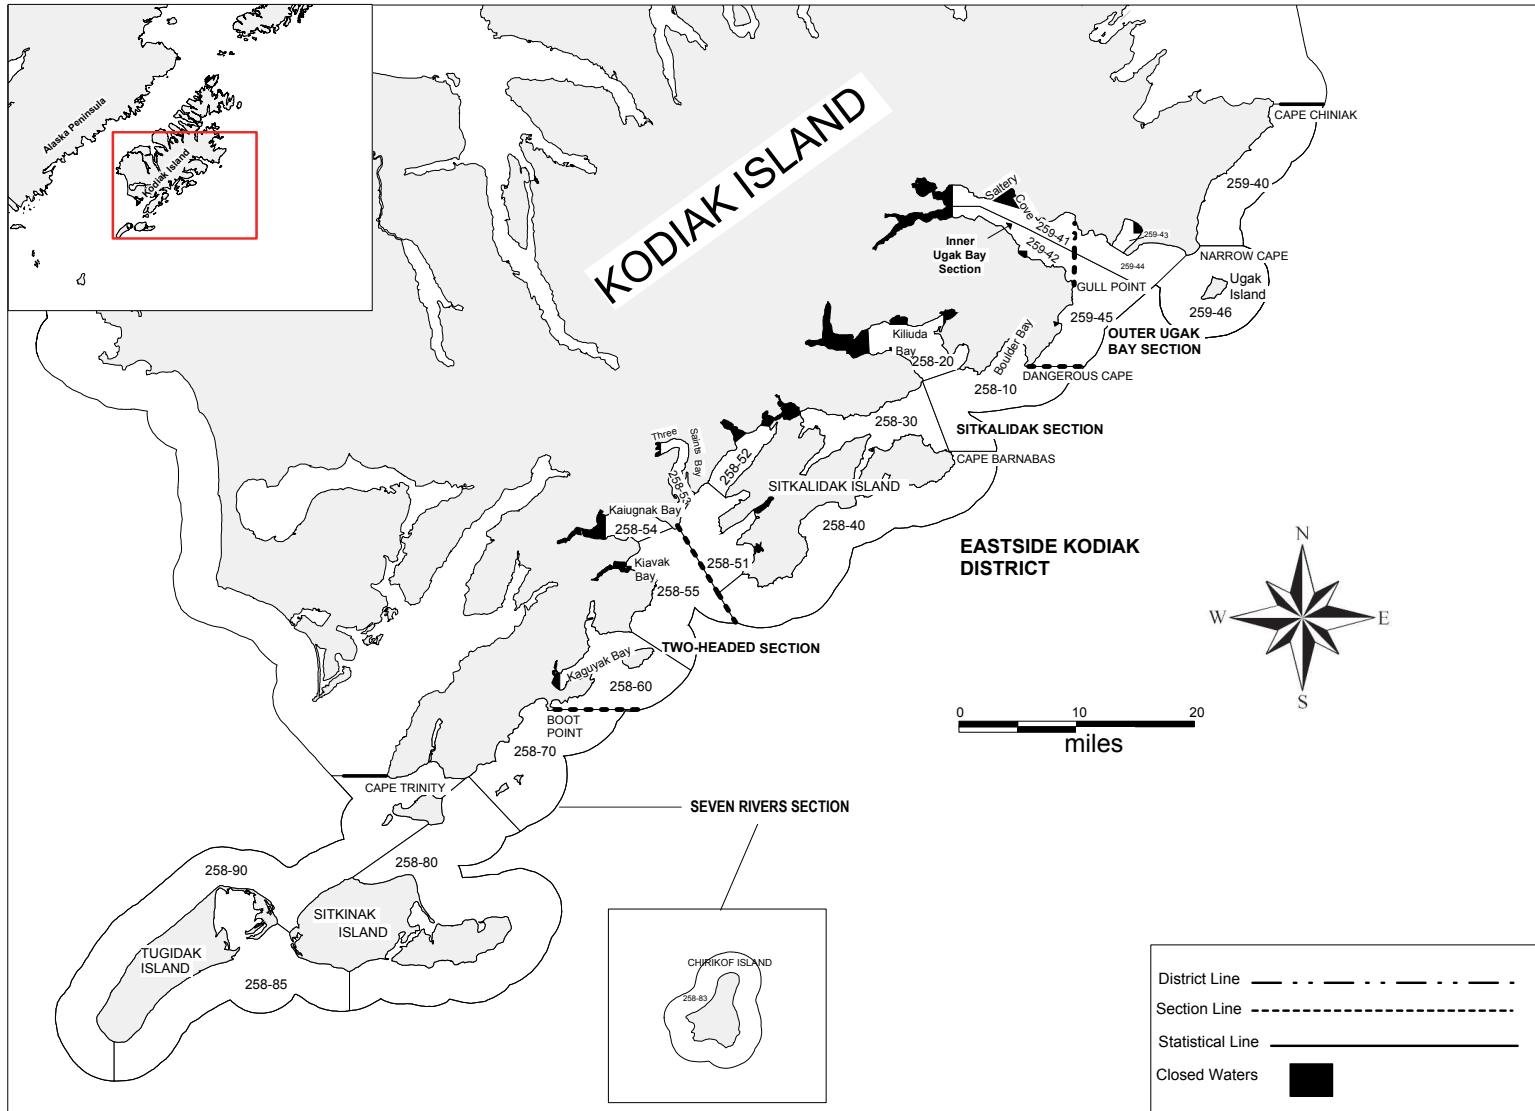 Alaska Peninsula
Kodiak Island
KODIAK ISLAND
CAPE CHINIAK
259-40
Saltery
Cove
259-41
259-43
Inner
Ugak Bay
Section
259-42
259-44
NARROW CAPE
GULL POINT
Ugak
Island
259-46
259-45
OUTER UGAK
BAY SECTION
Kiliuda
Bay
258-20
Boulder Bay
DANGEROUS CAPE
258-10
258-30
SITKALIDAK SECTION
CAPE BARNABAS
Three
Saints Bay
258-52
258-53
SITKALIDAK ISLAND
Kaiugnak Bay
258-54
258-40
EASTSIDE KODIAK
DISTRICT
258-51
Kiavak
Bay
258-55
N
W
E
S
TWO-HEADED SECTION
Kaguyak Bay
258-60
BOOT
POINT
0
10
20
miles
258-70
CAPE TRINITY
SEVEN RIVERS SECTION
258-90
258-80
SITKINAK
ISLAND
TUGIDAK
ISLAND
258-85
CHIRIKOF ISLAND
258-83
District Line
Section Line
Statistical Line
Closed Waters